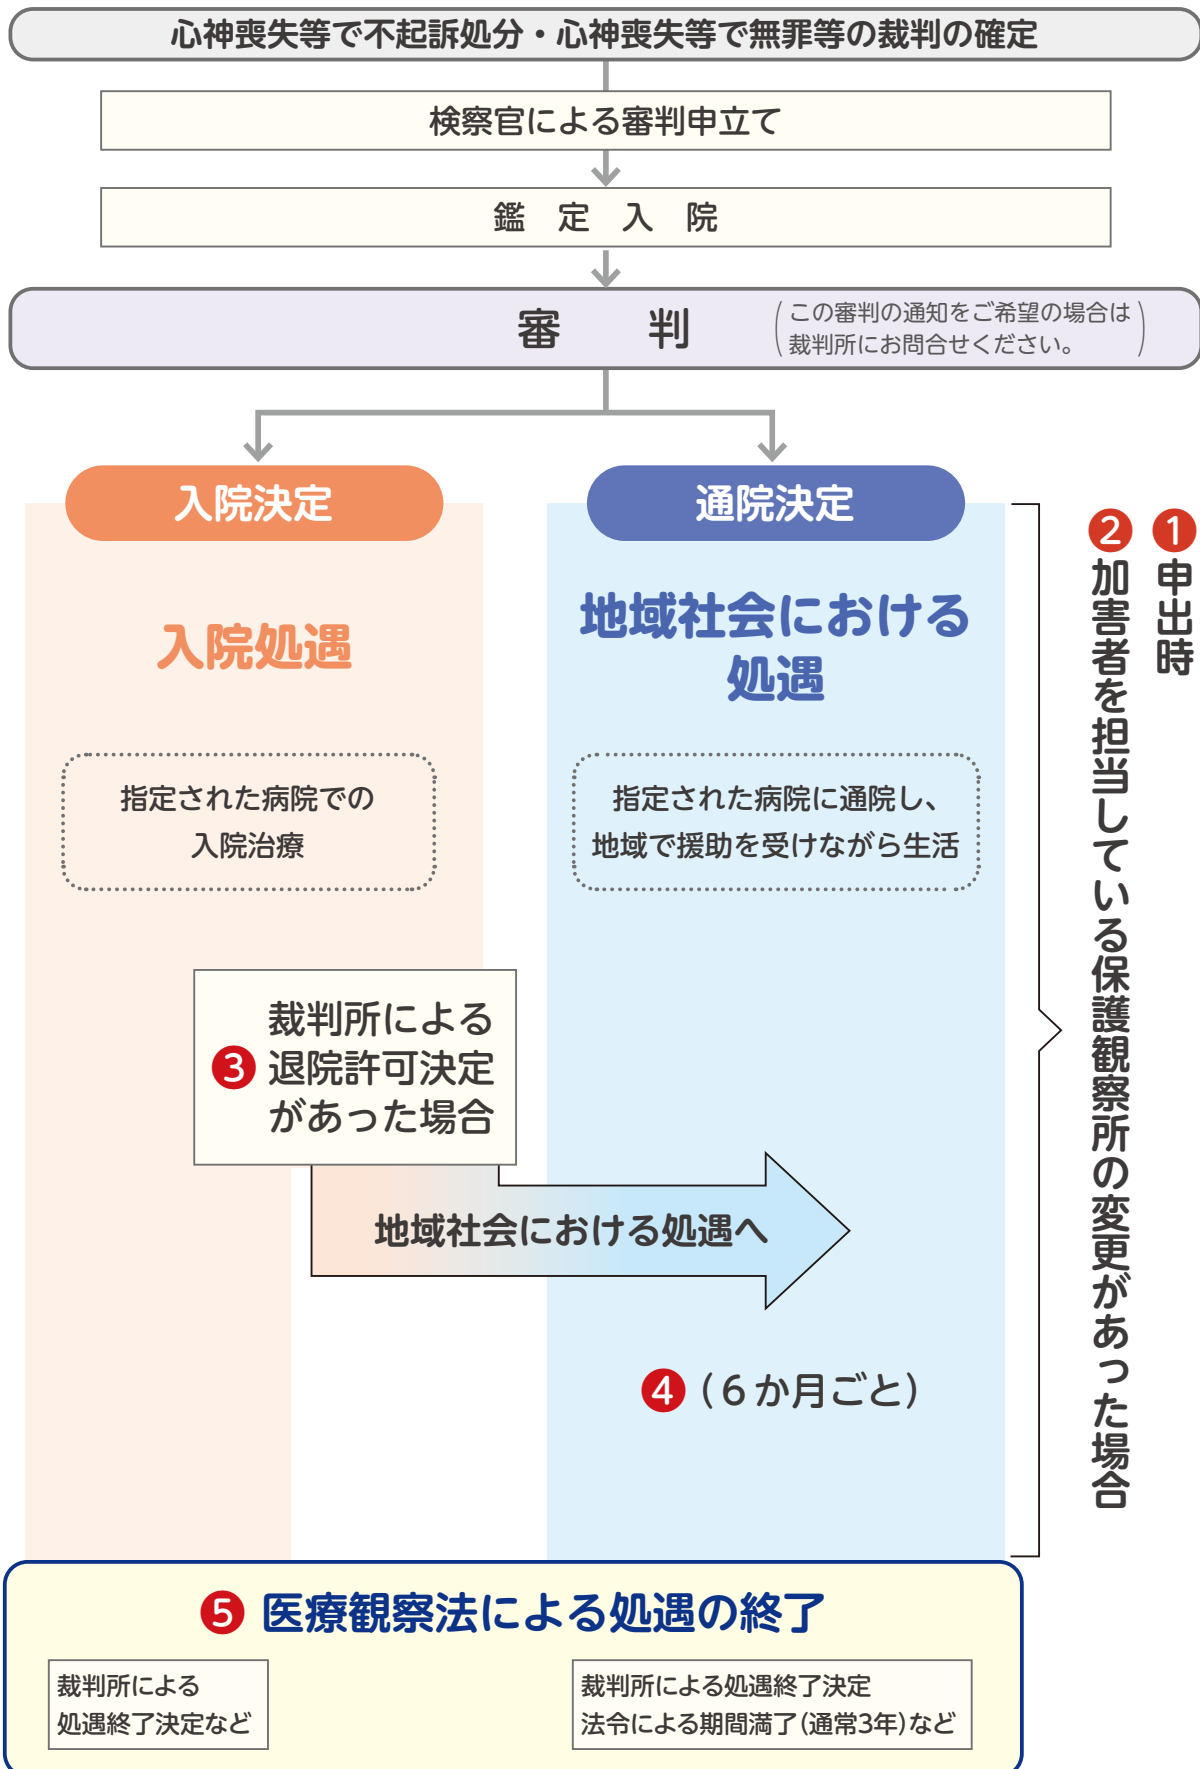 心神喪失等で不起訴処分・心神喪失等で無罪等の裁判の確定
検察官による審判申立て
鑑 定 入 院
審 判
(この審判の通知をご希望の場合は
裁判所にお問合せください。)
入院決定
入院処遇
指定された病院での
入院治療
通院決定
地域社会における
処遇
指定された病院に通院し、
地域で援助を受けながら生活
❶申出時
❷加害者を担当している保護観察所の変更があった場合
❸裁判所による
退院許可決定
があった場合
地域社会における処遇へ
❹(6か月ごと)
❺ 医療観察法による処遇の終了
裁判所による
処遇終了決定など
裁判所による処遇終了決定
法令による期間満了(通常3年)など